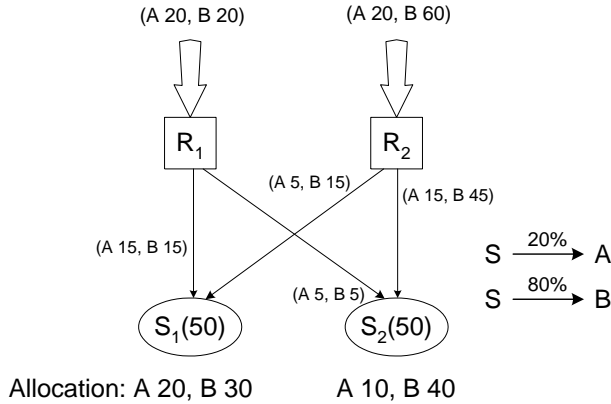 (A 20, B 20)
(A 20, B 60)
R1
R2
(A 5, B 15)
(A 15, B 45)
(A 15, B 15)
(A 5, B 5)
S 20% A
S 80% B
S1(50)
S2(50)
Allocation: A 20, B 30
A 10, B 40